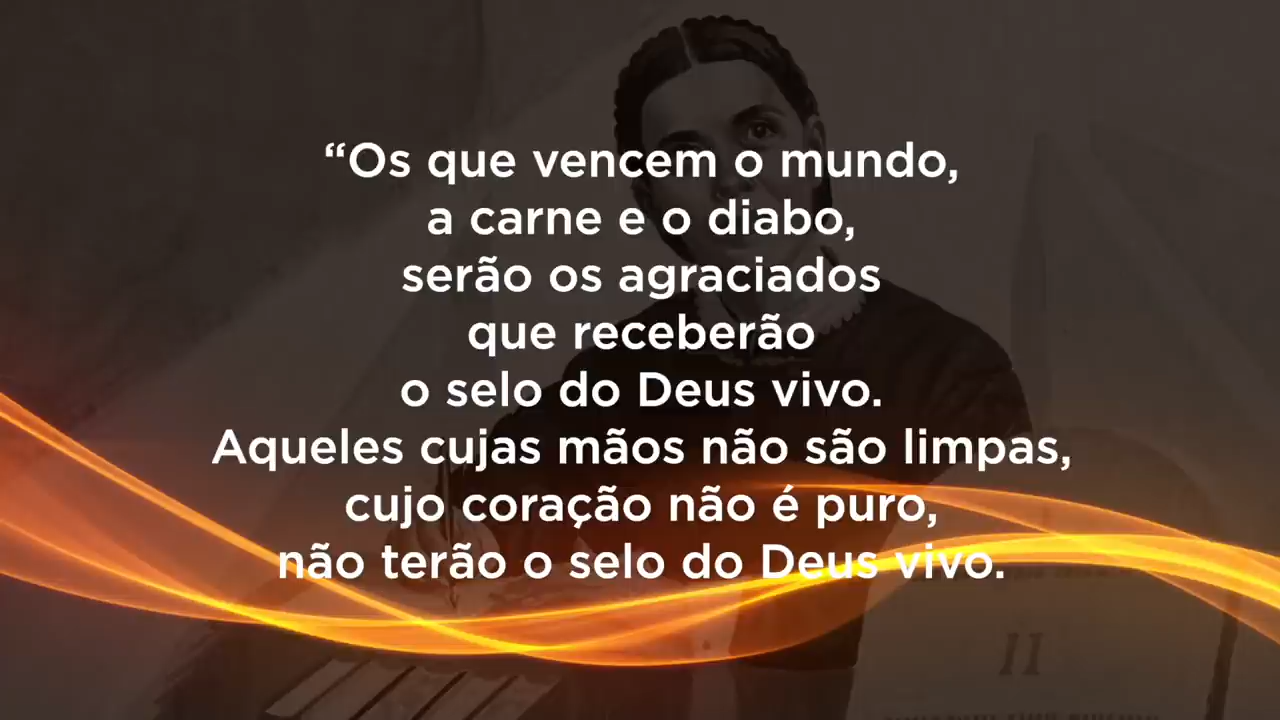 “Os que vencem o mundo,
a carne e o diabo,
serão os agraciados
que receberão
o selo do Deus vivo.
Aqueles cujas mãos não são limpas,
cujo coração não é puro,
não terão o selo do Deus vivo.
II